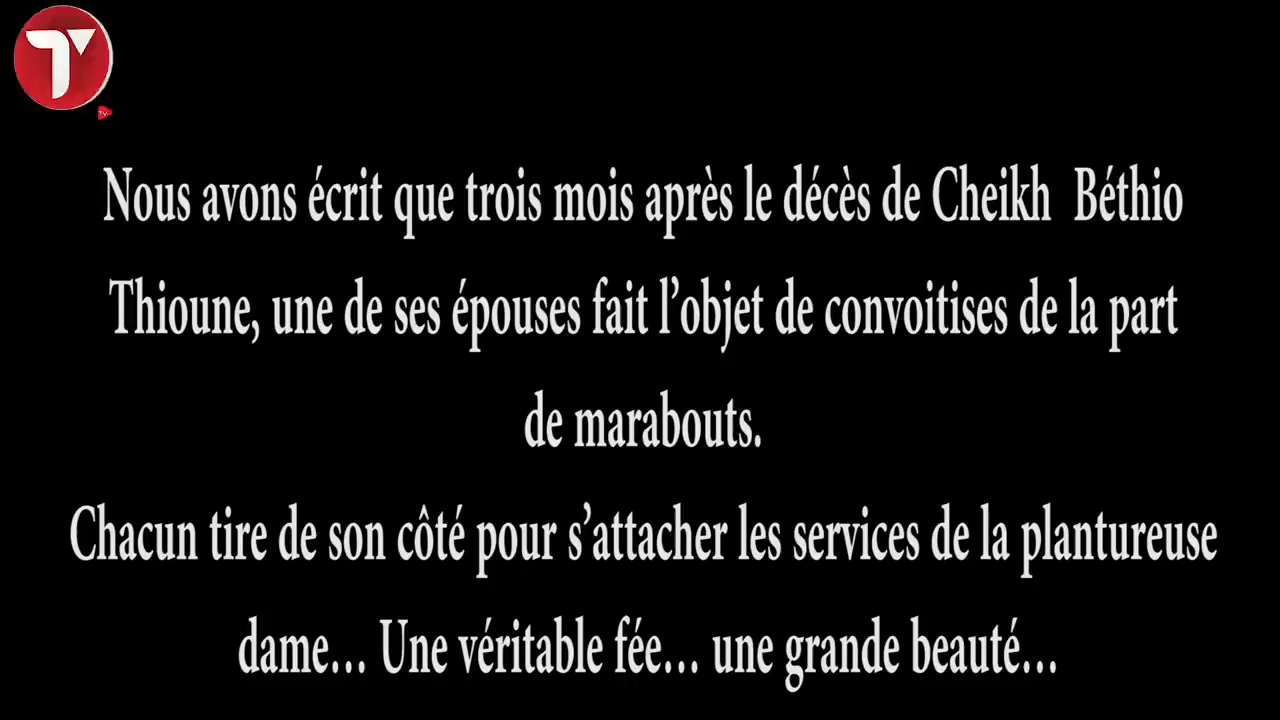 TV
Nous avons écrit que trois mois après le décès de Cheikh Béthio
Thioune, une de ses épouses fait l’objet de convoitises de la part
de marabouts.
Chacun tire de son côté pour s’attacher les services de la plantureuse
dame... Une véritable fée... une grande beauté...